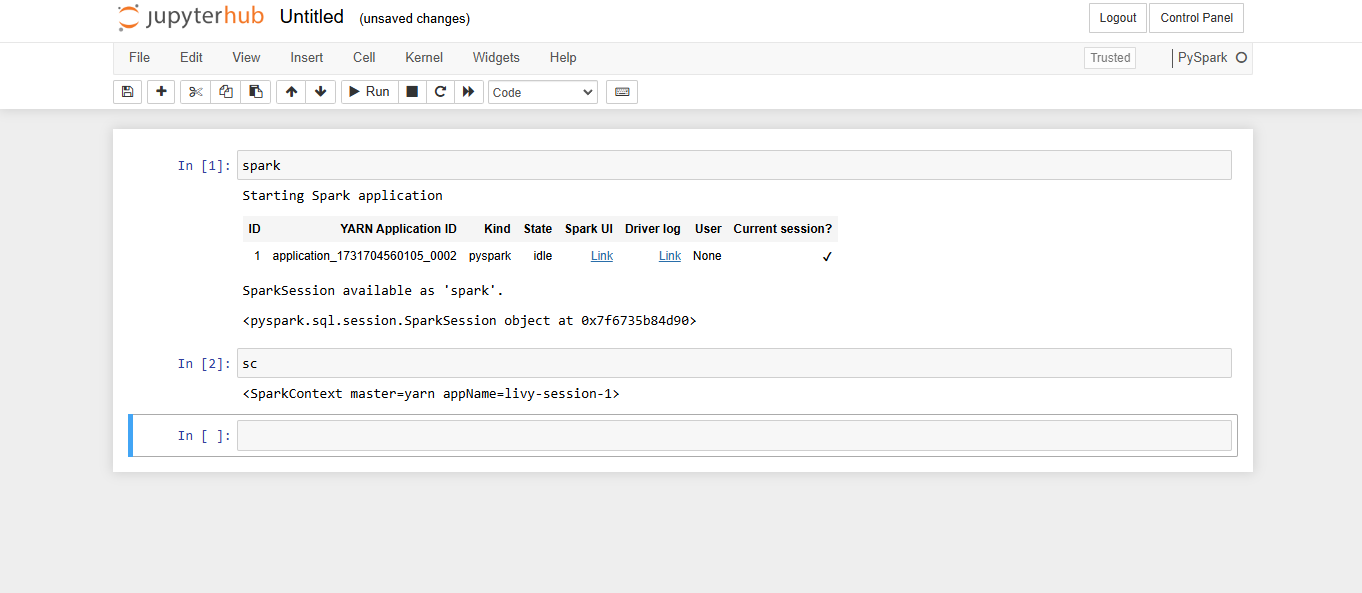 jupyterhub Untitled (unsaved changes) Logout Control Panel
File Edit View Insert Cell Kernel Widgets Help Trusted PySpark
Run Code
In [1]: spark
Starting Spark application
ID YARN Application ID Kind State Spark UI Driver log User Current session?
1 application_1731704560105_0002 pyspark idle Link Link None ✓
SparkSession available as 'spark'.
<pyspark.sql.session.SparkSession object at 0x7f6735b84d90>
In [2]: sc
<SparkContext master=yarn appName=livy-session-1>
In [ ]: